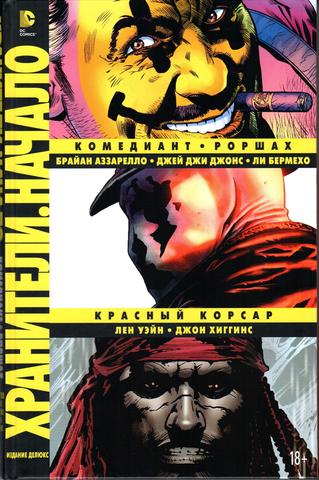 DC COMICS
ХРАНИТЕЛИ. НАЧАЛО
ИЗДАНИЕ ДЕЛЮКС
КОМЕДИАНТ • РОРШАХ
БРАЙАН АЗЗАРЕЛЛО • ДЖЕЙ ДЖИ ДЖОНС • ЛИ БЕРМЕХО
КРАСНЫЙ КОРСАР
ЛЕН УЭЙН • ДЖОН ХИГГИНС
18+